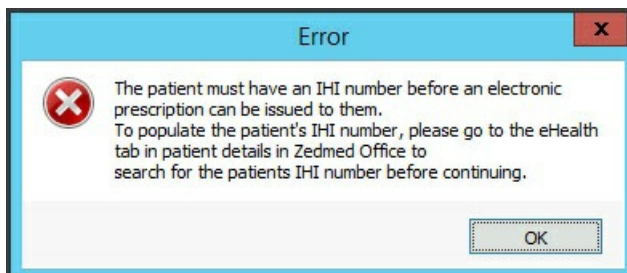 Error
x
The patient must have an IHI number before an electronic
prescription can be issued to them.
To populate the patient's IHI number, please go to the eHealth
tab in patient details in Zedmed Office to
search for the patients IHI number before continuing.
OK